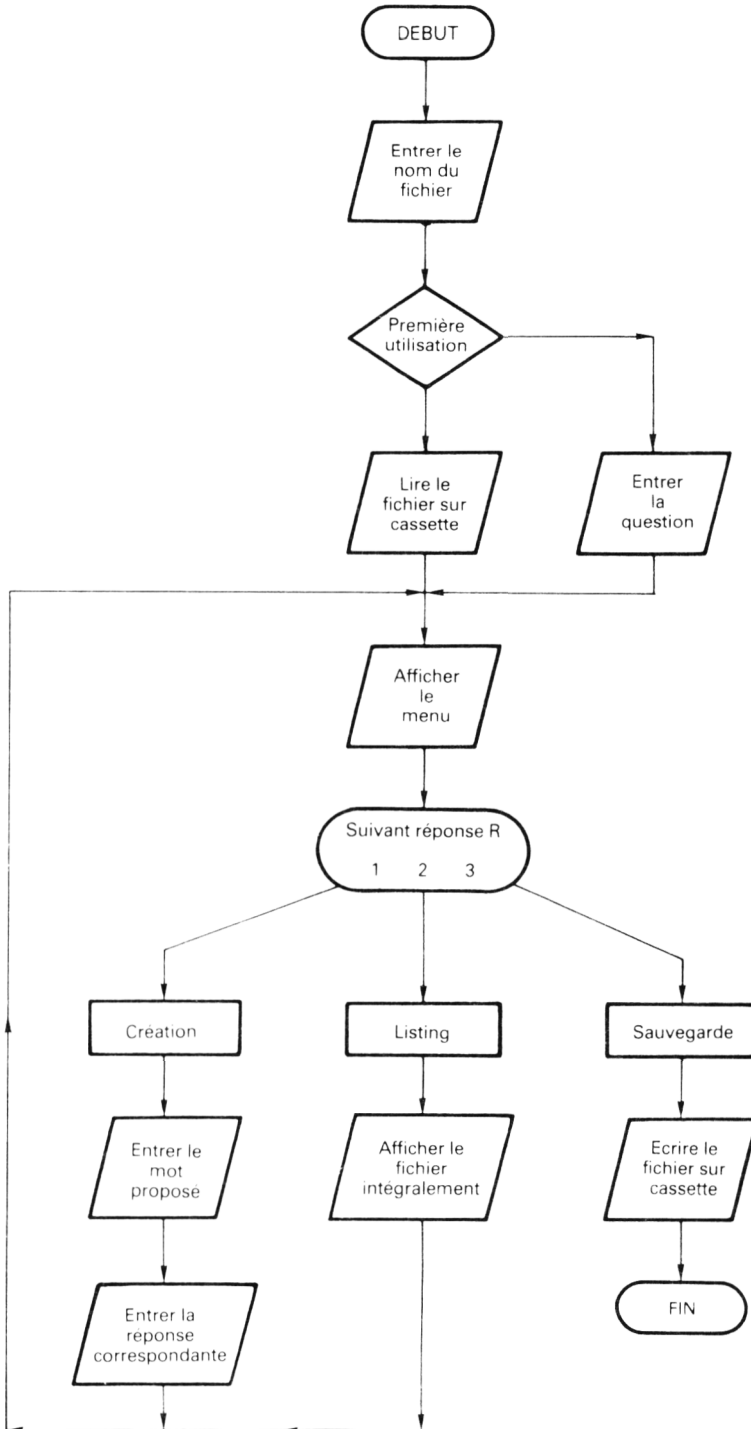 DEBUT
Entrer le
nom du
fichier
Première
utilisation
Lire le
fichier sur
cassette
Entrer
la
question
Afficher
le
menu
Suivant réponse R
1 2 3
Création
Listing
Sauvegarde
Entrer le
mot
proposé
Afficher le
fichier
intégralement
Ecrire le
fichier sur
cassette
Entrer la
réponse
correspondante
FIN